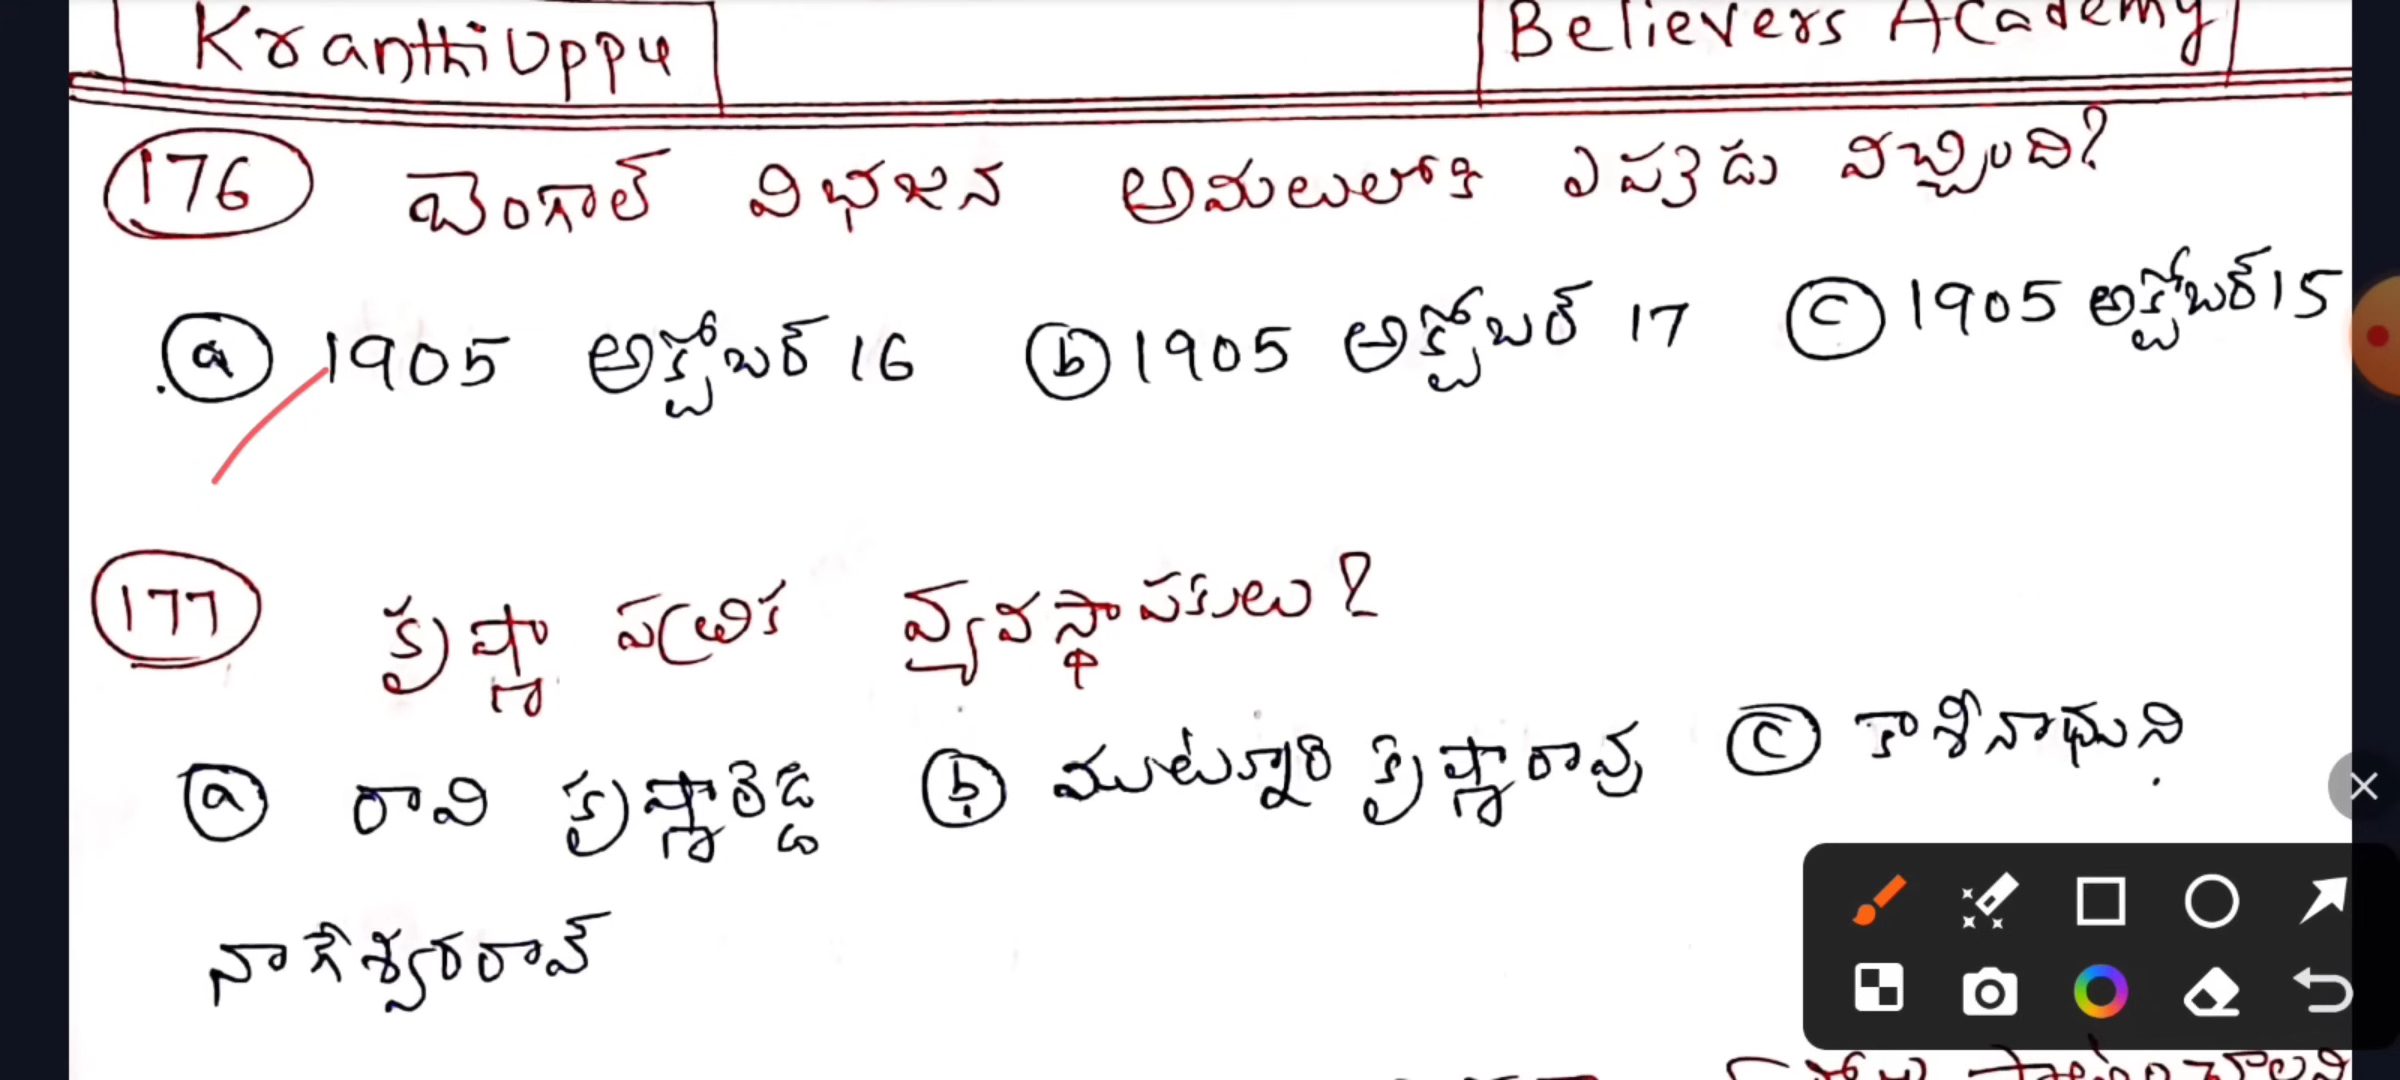 Kranthi Uppu Believers Academy
176 బెంగాల్ విభజన అమలులోకి ఎప్పుడు వచ్చింది?
a 1905 అక్టోబర్ 16 b 1905 అక్టోబర్ 17 c 1905 అక్టోబర్ 15
177 కృష్ణా పత్రిక వ్యవస్థాపకులు?
a రావి కృష్ణారెడ్డి b ముట్నూరి కృష్ణారావు c కాశీనాథుని
నాగేశ్వరరావ్